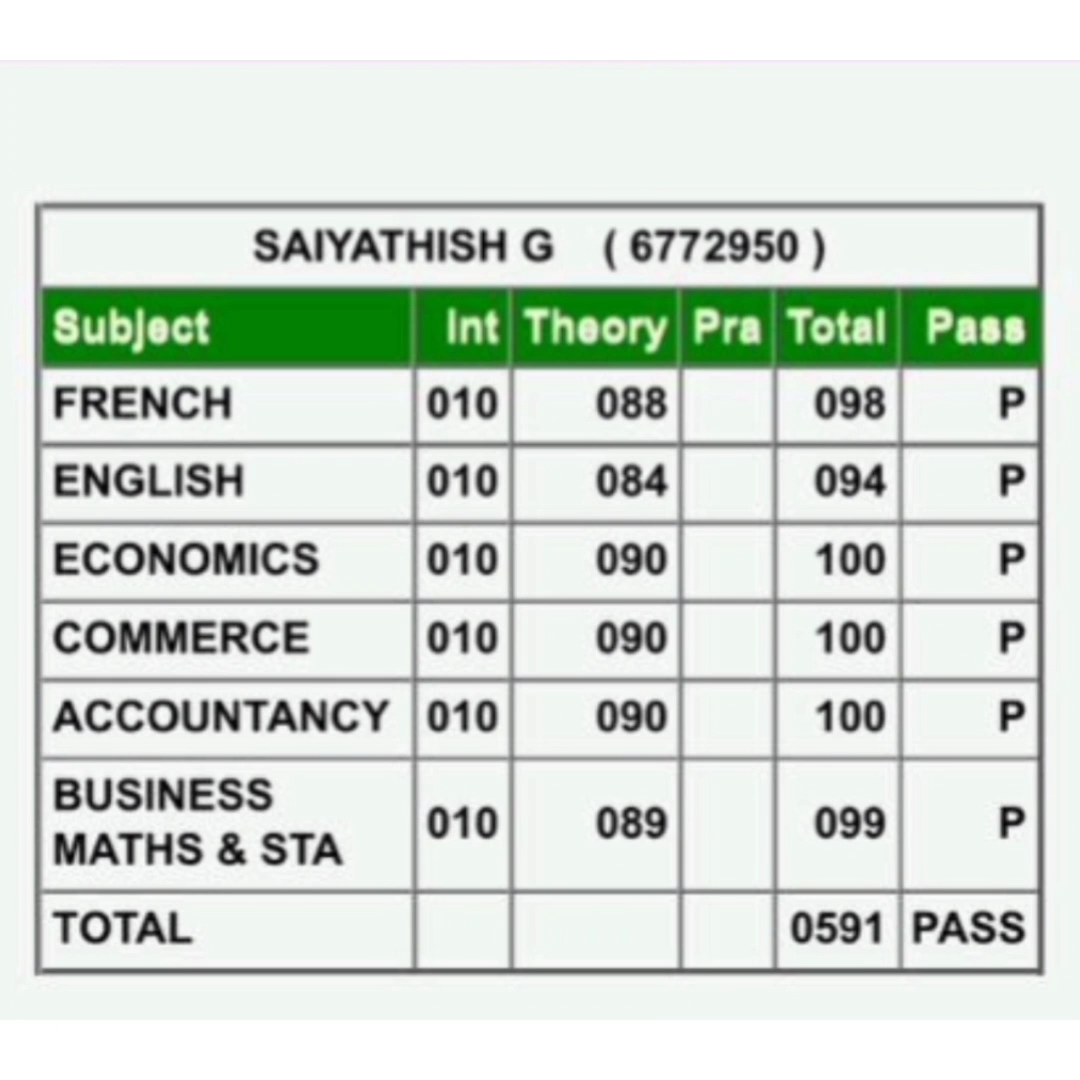 SAIYATHISH G ( 6772950 )
Subject Int Theory Pra Total Pass
FRENCH 010 088 098 P
ENGLISH 010 084 094 P
ECONOMICS 010 090 100 P
COMMERCE 010 090 100 P
ACCOUNTANCY 010 090 100 P
BUSINESS
MATHS & STA 010 089 099 P
TOTAL 0591 PASS